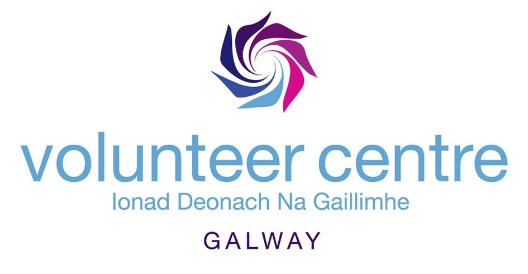 volunteer centre
Ionad Deonach Na Gaillimhe
GALWAY